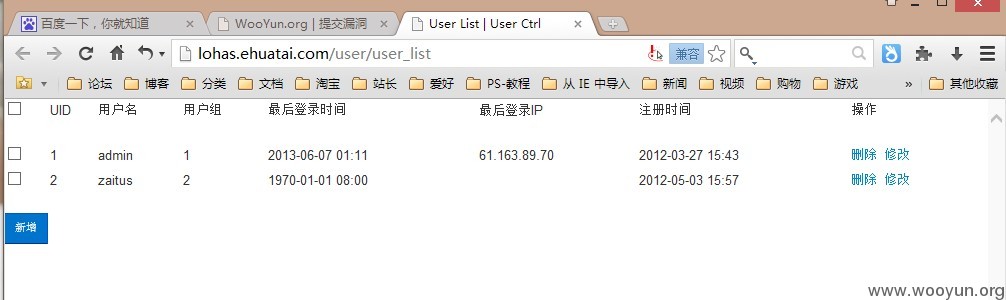 百度一下，你就知道 WooYun.org | 提交漏洞 User List | User Ctrl
lohas.ehuatai.com/user/user_list 兼容
论坛 博客 分类 文档 淘宝 站长 爱好 PS-教程 从 IE 中导入 新闻 视频 购物 游戏 » 其他收藏
UID 用户名 用户组 最后登录时间 最后登录IP 注册时间 操作
1 admin 1 2013-06-07 01:11 61.163.89.70 2012-03-27 15:43 删除 修改
2 zaitus 2 1970-01-01 08:00 2012-05-03 15:57 删除 修改
新增
www.wooyun.org